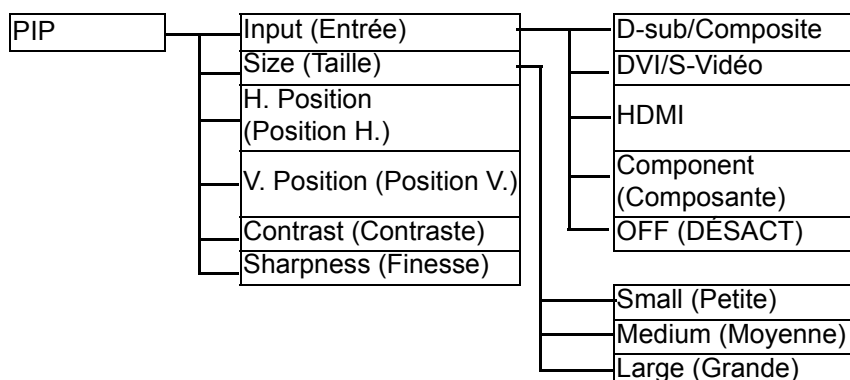 PIP
Input (Entrée)
Size (Taille)
H. Position
(Position H.)
V. Position (Position V.)
Contrast (Contraste)
Sharpness (Finesse)
D-sub/Composite
DVI/S-Vidéo
HDMI
Component
(Composante)
OFF (DÉSACT)
Small (Petite)
Medium (Moyenne)
Large (Grande)